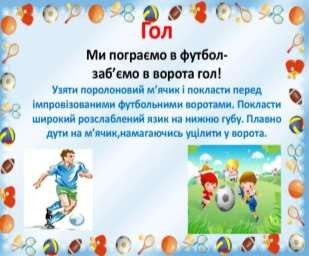 Гол
Ми пограємо в футбол-
заб’ємо в ворота гол!
Узяти поролоновий м’ячик і покласти перед
імпровізованими футбольними воротами. Покласти
широкий розслаблений язик на нижню губу. Плавно
дути на м’ячик,намагаючись уцілити у ворота.